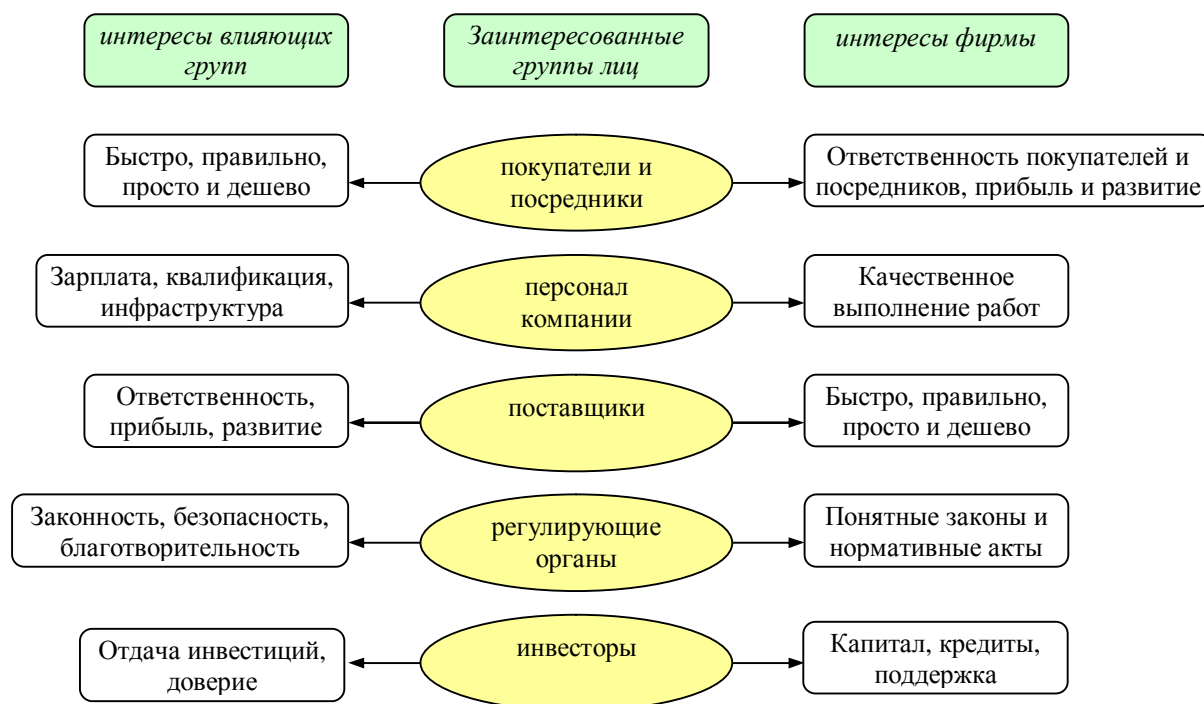 интересы влияющих
групп
Заинтересованные
группы лиц
интересы фирмы
Быстро, правильно,
просто и дешево
покупатели и
посредники
Ответственность покупателей и
посредников, прибыль и развитие
Зарплата, квалификация,
инфраструктура
персонал
компании
Качественное
выполнение работ
Ответственность,
прибыль, развитие
поставщики
Быстро, правильно,
просто и дешево
Законность, безопасность,
благотворительность
регулирующие
органы
Понятные законы и
нормативные акты
Отдача инвестиций,
доверие
инвесторы
Капитал, кредиты,
поддержка